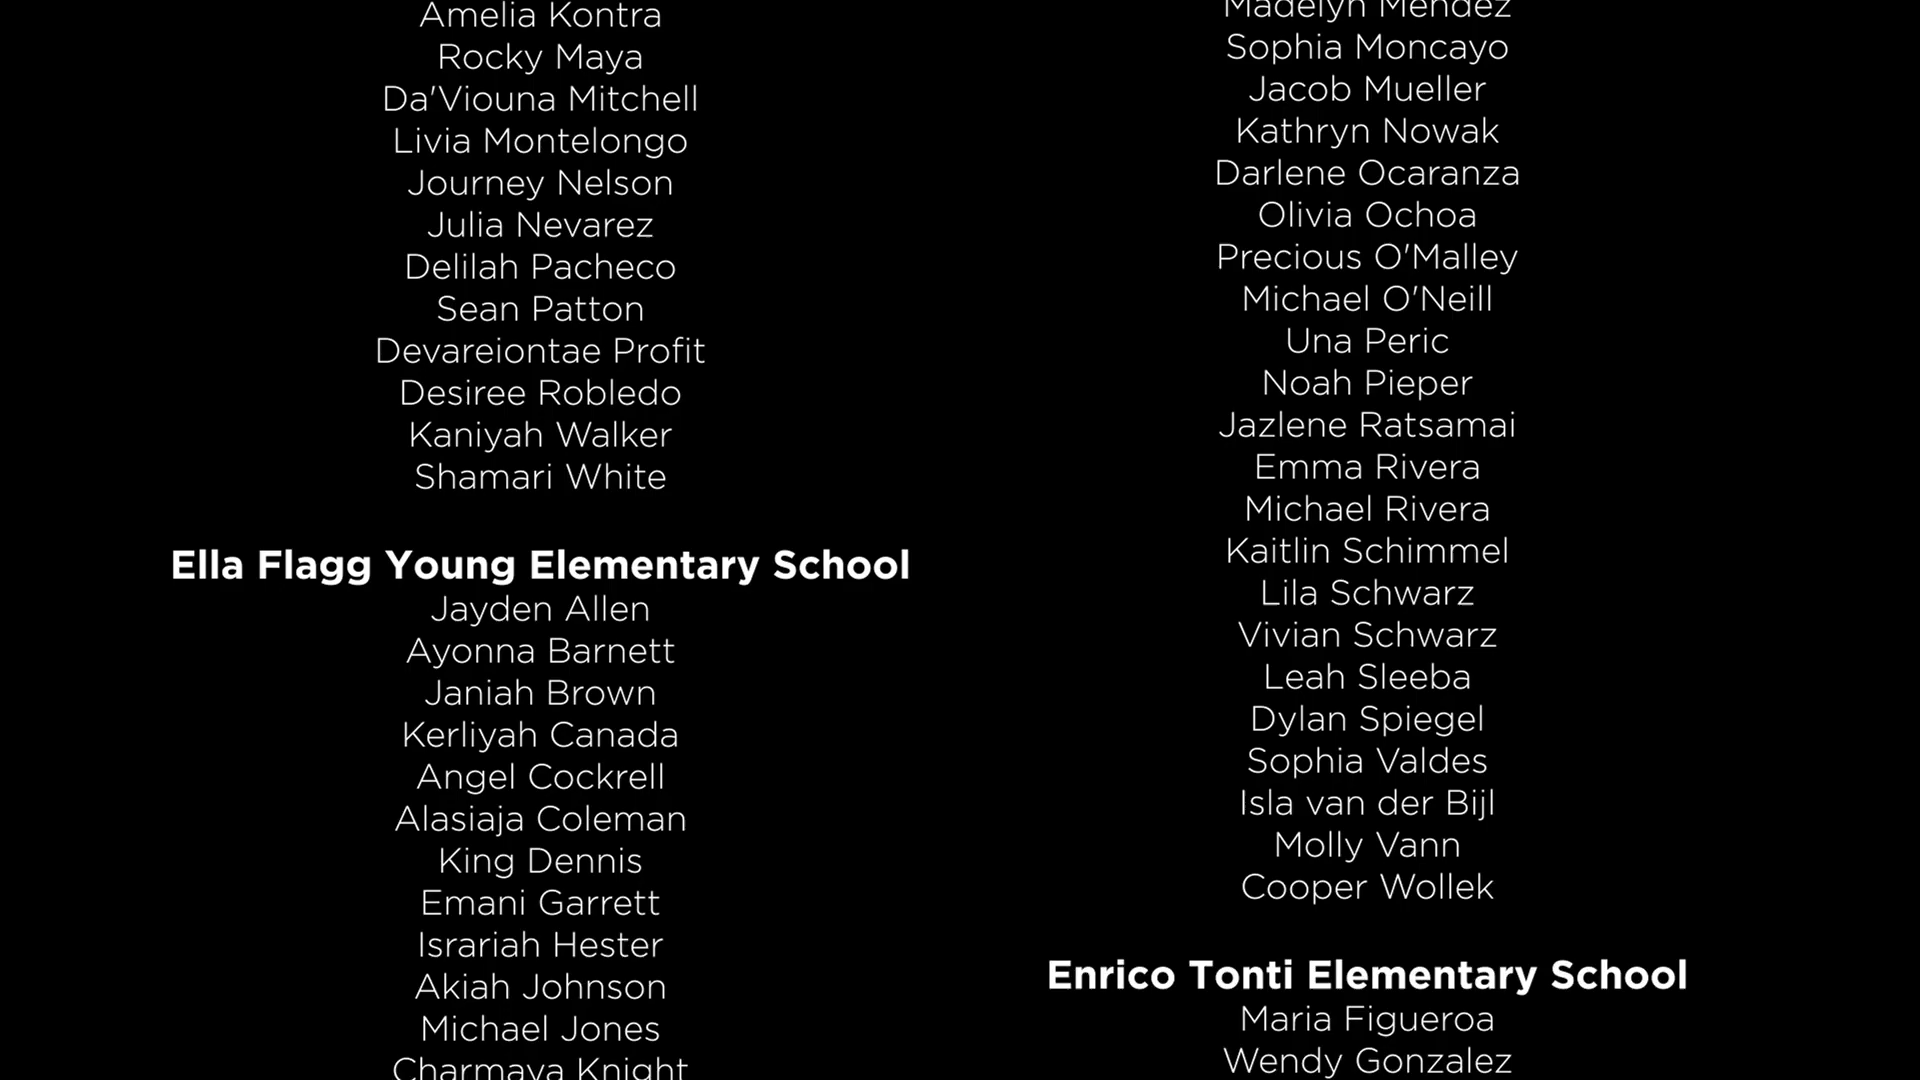 Amelia Kontra
Rocky Maya
Da'Viouna Mitchell
Livia Montelongo
Journey Nelson
Julia Nevarez
Delilah Pacheco
Sean Patton
Devareiontae Profit
Desiree Robledo
Kaniyah Walker
Shamari White
Ella Flagg Young Elementary School
Jayden Allen
Ayonna Barnett
Janiah Brown
Kerliyah Canada
Angel Cockrell
Alasiaja Coleman
King Dennis
Emani Garrett
Israriah Hester
Akiah Johnson
Michael Jones
Charmaya Knight
Madelyn Mendez
Sophia Moncayo
Jacob Mueller
Kathryn Nowak
Darlene Ocaranza
Olivia Ochoa
Precious O'Malley
Michael O'Neill
Una Peric
Noah Pieper
Jazlene Ratsamai
Emma Rivera
Michael Rivera
Kaitlin Schimmel
Lila Schwarz
Vivian Schwarz
Leah Sleeba
Dylan Spiegel
Sophia Valdes
Isla van der Bijl
Molly Vann
Cooper Wollek
Enrico Tonti Elementary School
Maria Figueroa
Wendy Gonzalez